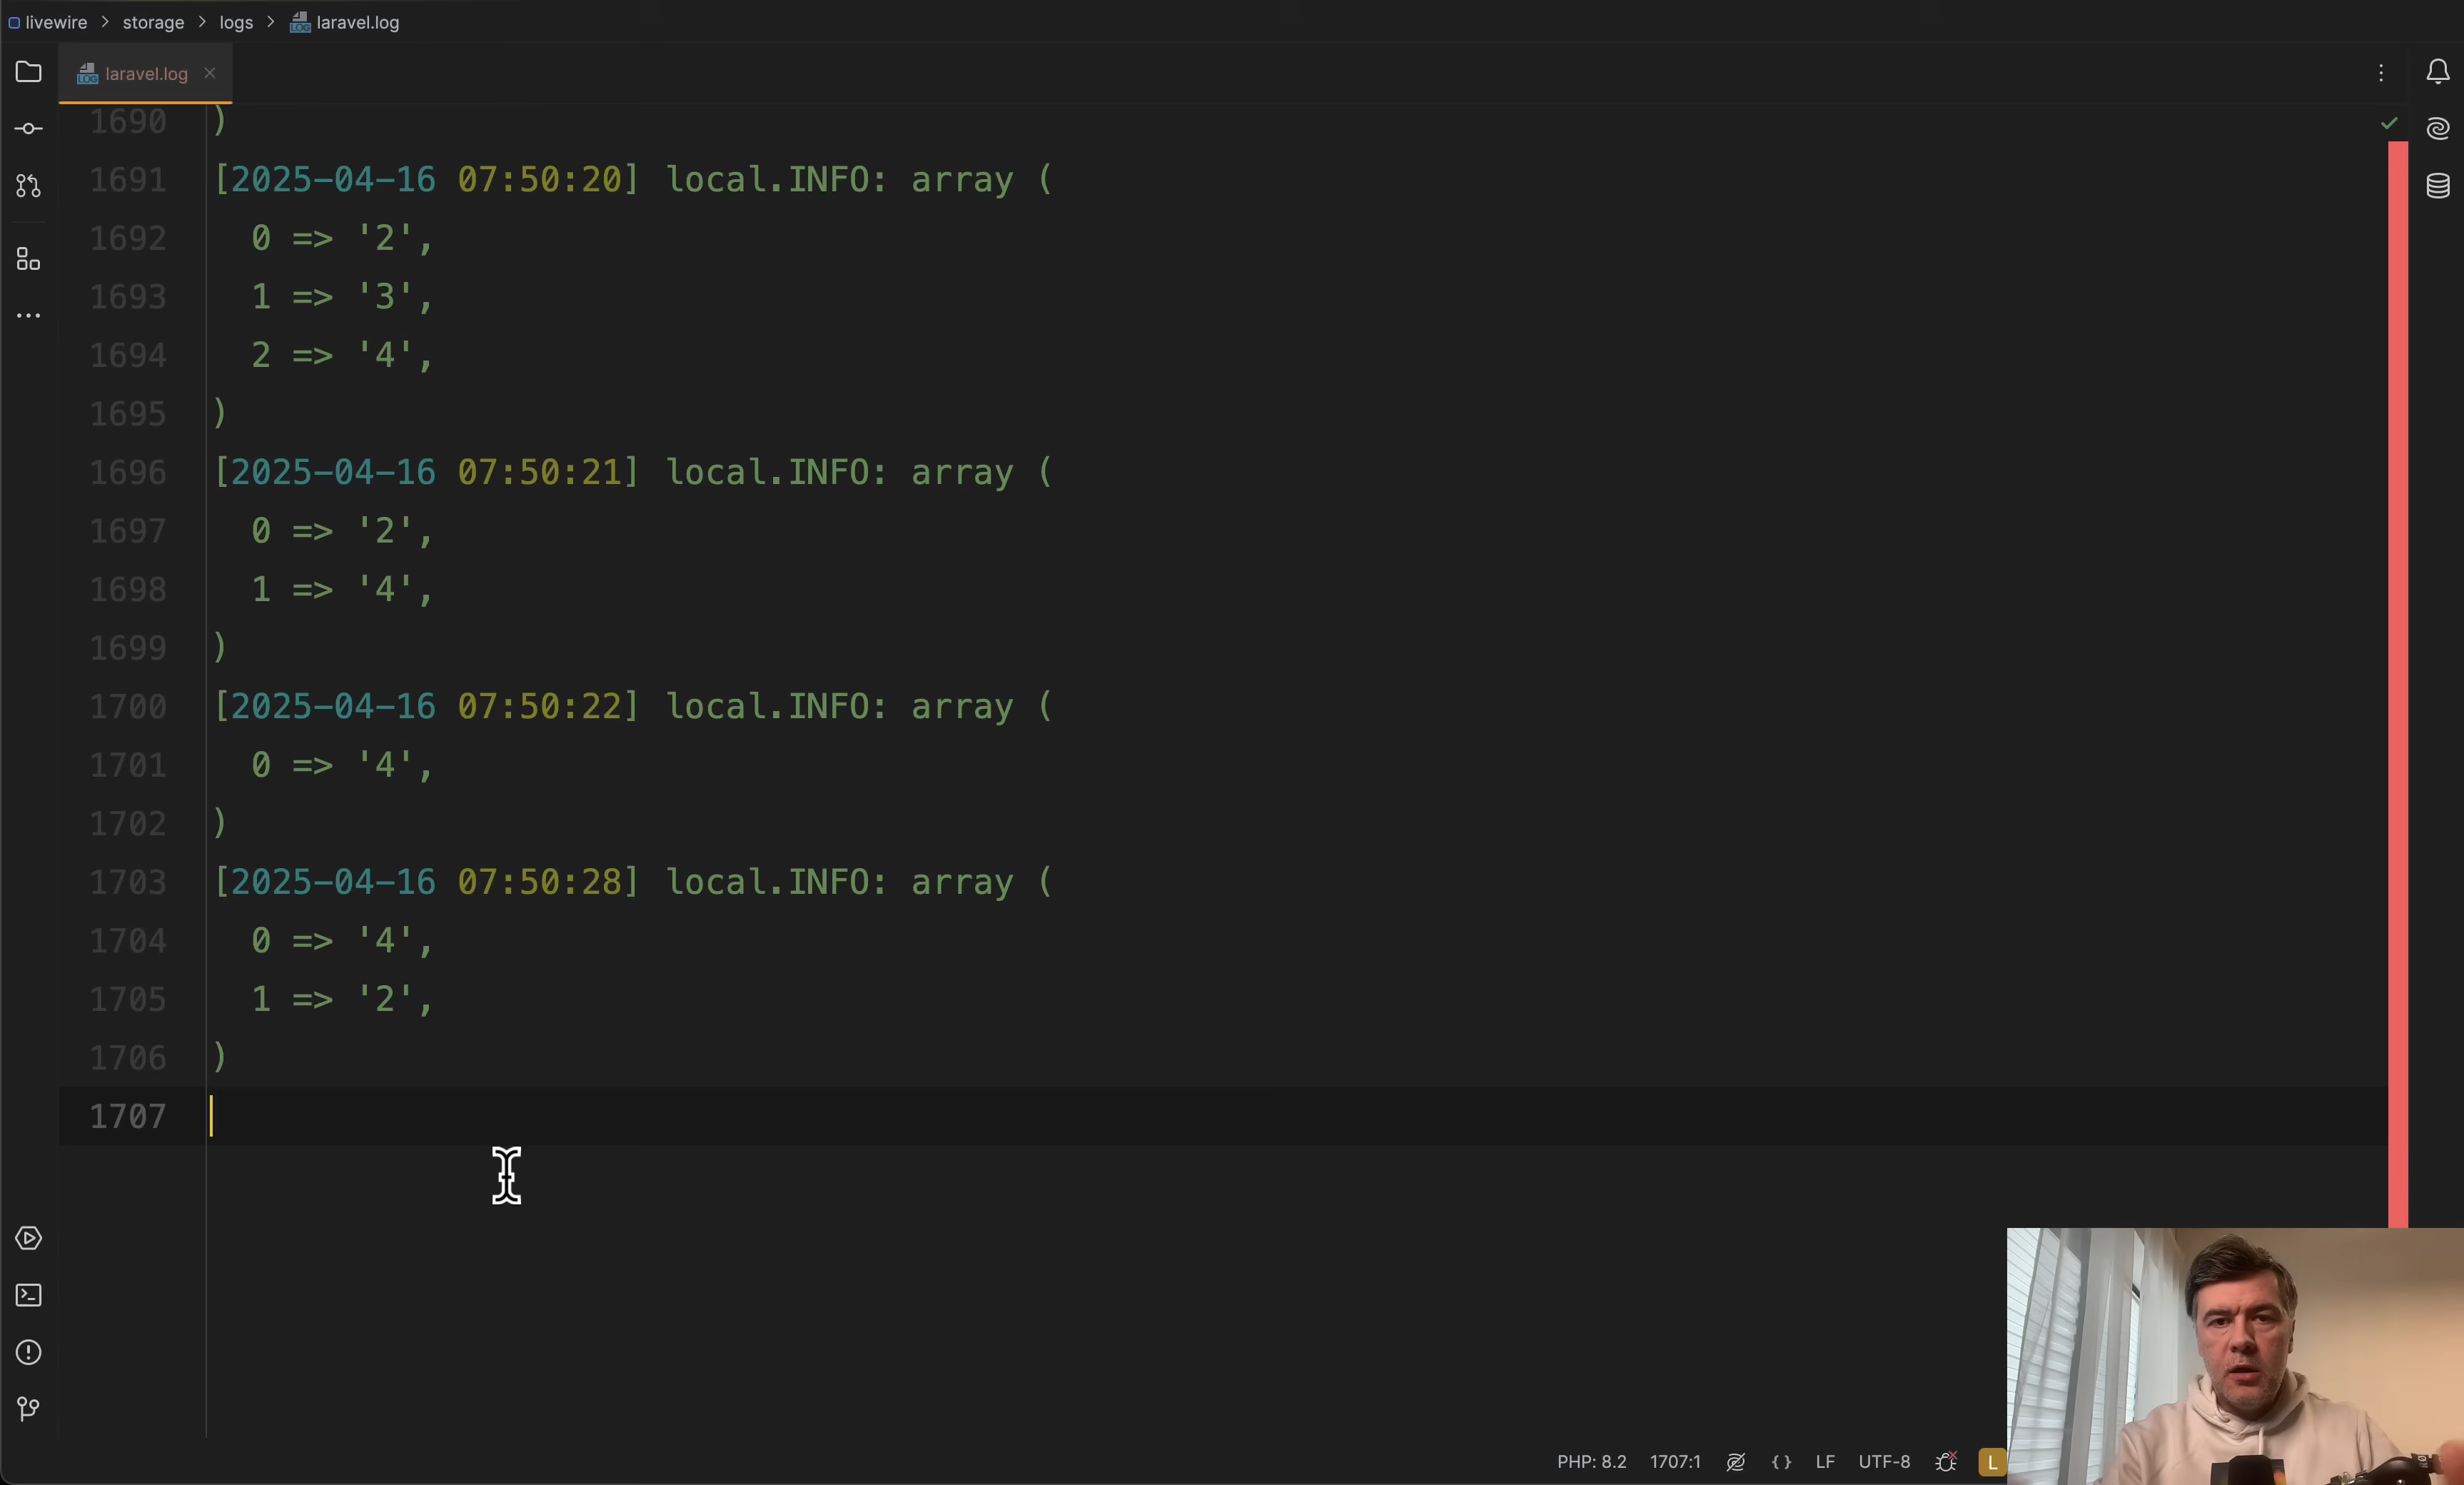 livewire > storage > logs > laravel.log
laravel.log
1690 )
1691 [2025-04-16 07:50:20] local.INFO: array (
1692 0 => '2',
1693 1 => '3',
1694 2 => '4',
1695 )
1696 [2025-04-16 07:50:21] local.INFO: array (
1697 0 => '2',
1698 1 => '4',
1699 )
1700 [2025-04-16 07:50:22] local.INFO: array (
1701 0 => '4',
1702 )
1703 [2025-04-16 07:50:28] local.INFO: array (
1704 0 => '4',
1705 1 => '2',
1706 )
1707
PHP: 8.2 1707:1 {} LF UTF-8 L